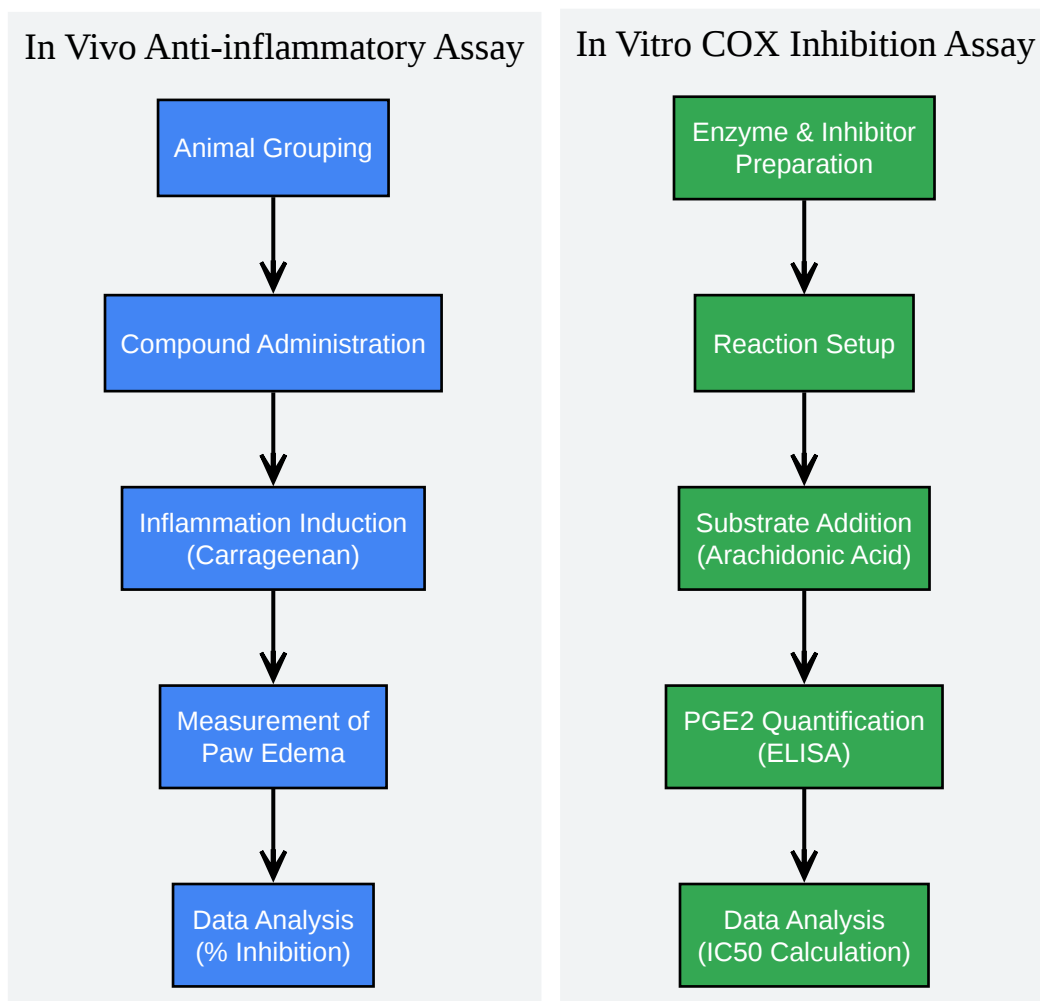 In Vivo Anti-inflammatory Assay
Animal Grouping
Compound Administration
Inflammation Induction
(Carrageenan)
Measurement of
Paw Edema
Data Analysis
(% Inhibition)
In Vitro COX Inhibition Assay
Enzyme & Inhibitor
Preparation
Reaction Setup
Substrate Addition
(Arachidonic Acid)
PGE2 Quantification
(ELISA)
Data Analysis
(IC50 Calculation)